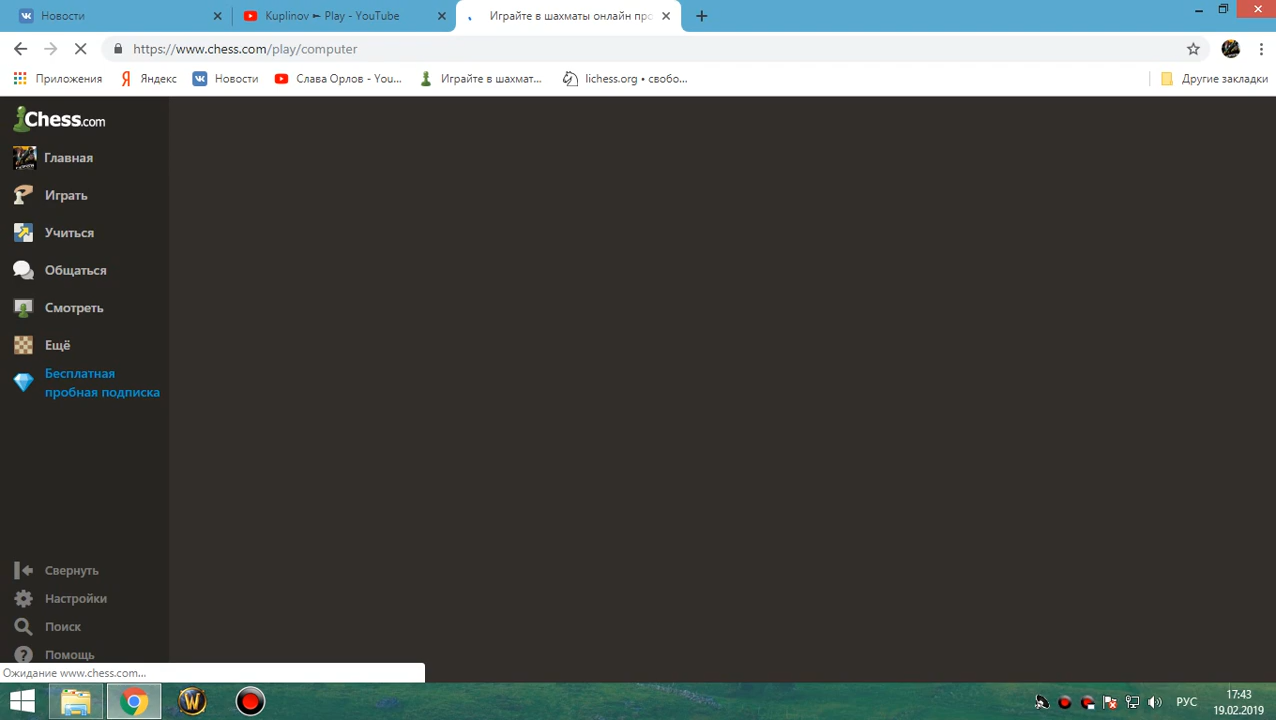 Новости
Kuplinov ► Play - YouTube
Играйте в шахматы онлайн про
https://www.chess.com/play/computer
Приложения
Яндекс
Новости
Слава Орлов - You...
Играйте в шахмат...
lichess.org • свобо...
Другие закладки
Chess.com
Главная
Играть
Учиться
Общаться
Смотреть
Ещё
Бесплатная
пробная подписка
Свернуть
Настройки
Поиск
Помощь
Ожидание www.chess.com...
РУС
17:43
19.02.2019